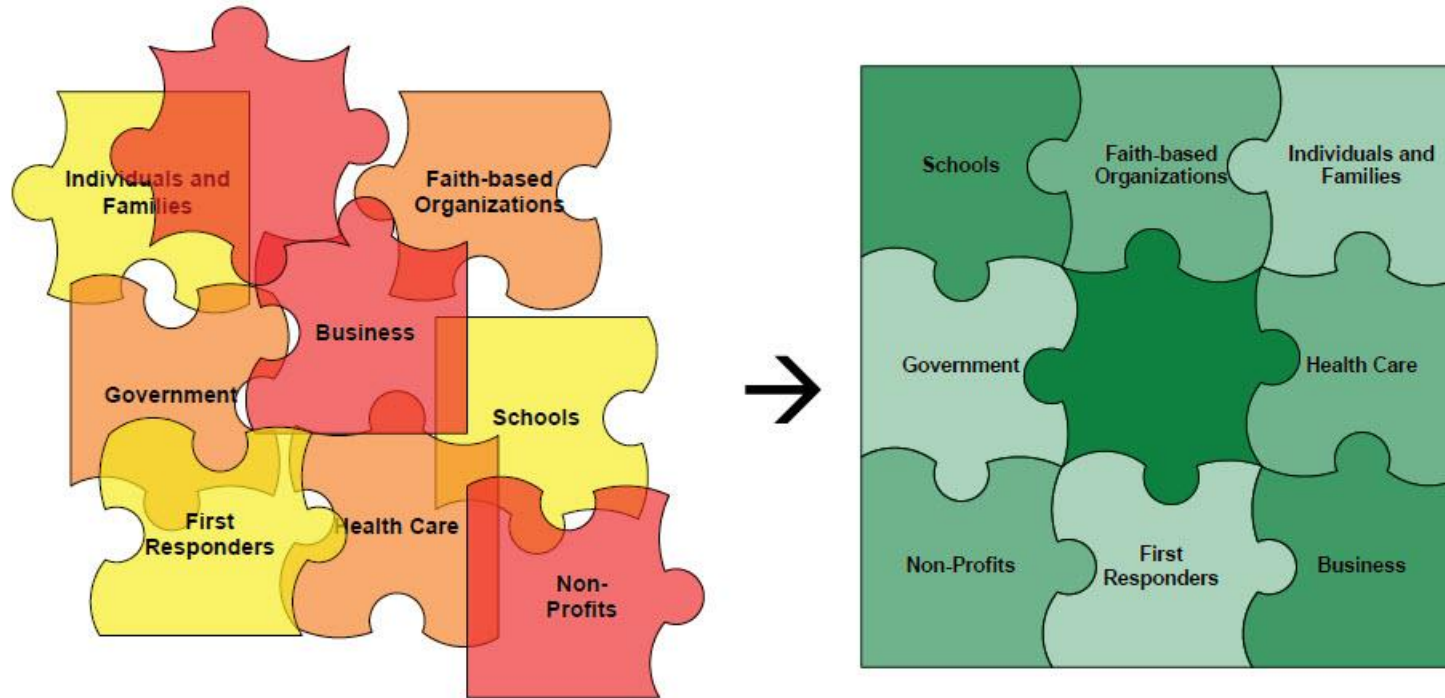 Individuals and
Families
Faith-based
Organizations
Business
Government
Schools
First
Responders
Health Care
Non-
Profits
Schools
Faith-based
Organizations
Individuals and
Families
Government
Health Care
Non-Profits
First
Responders
Business